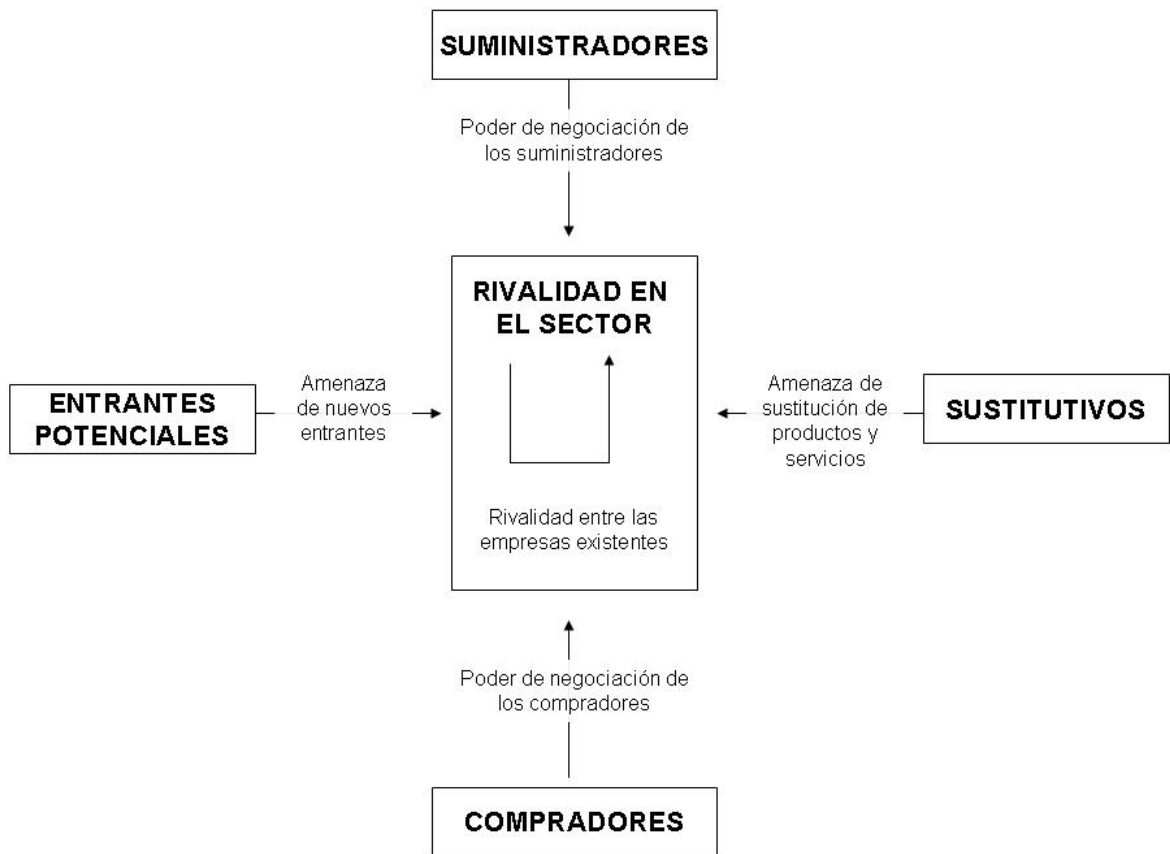 SUMINISTRADORES
Poder de negociación de
los suministradores
RIVALIDAD EN
EL SECTOR
ENTRANTES
POTENCIALES
Amenaza
de nuevos
entrantes
Amenaza de
sustitución de
productos y
servicios
SUSTITUTIVOS
Rivalidad entre las
empresas existentes
Poder de negociación de
los compradores
COMPRADORES